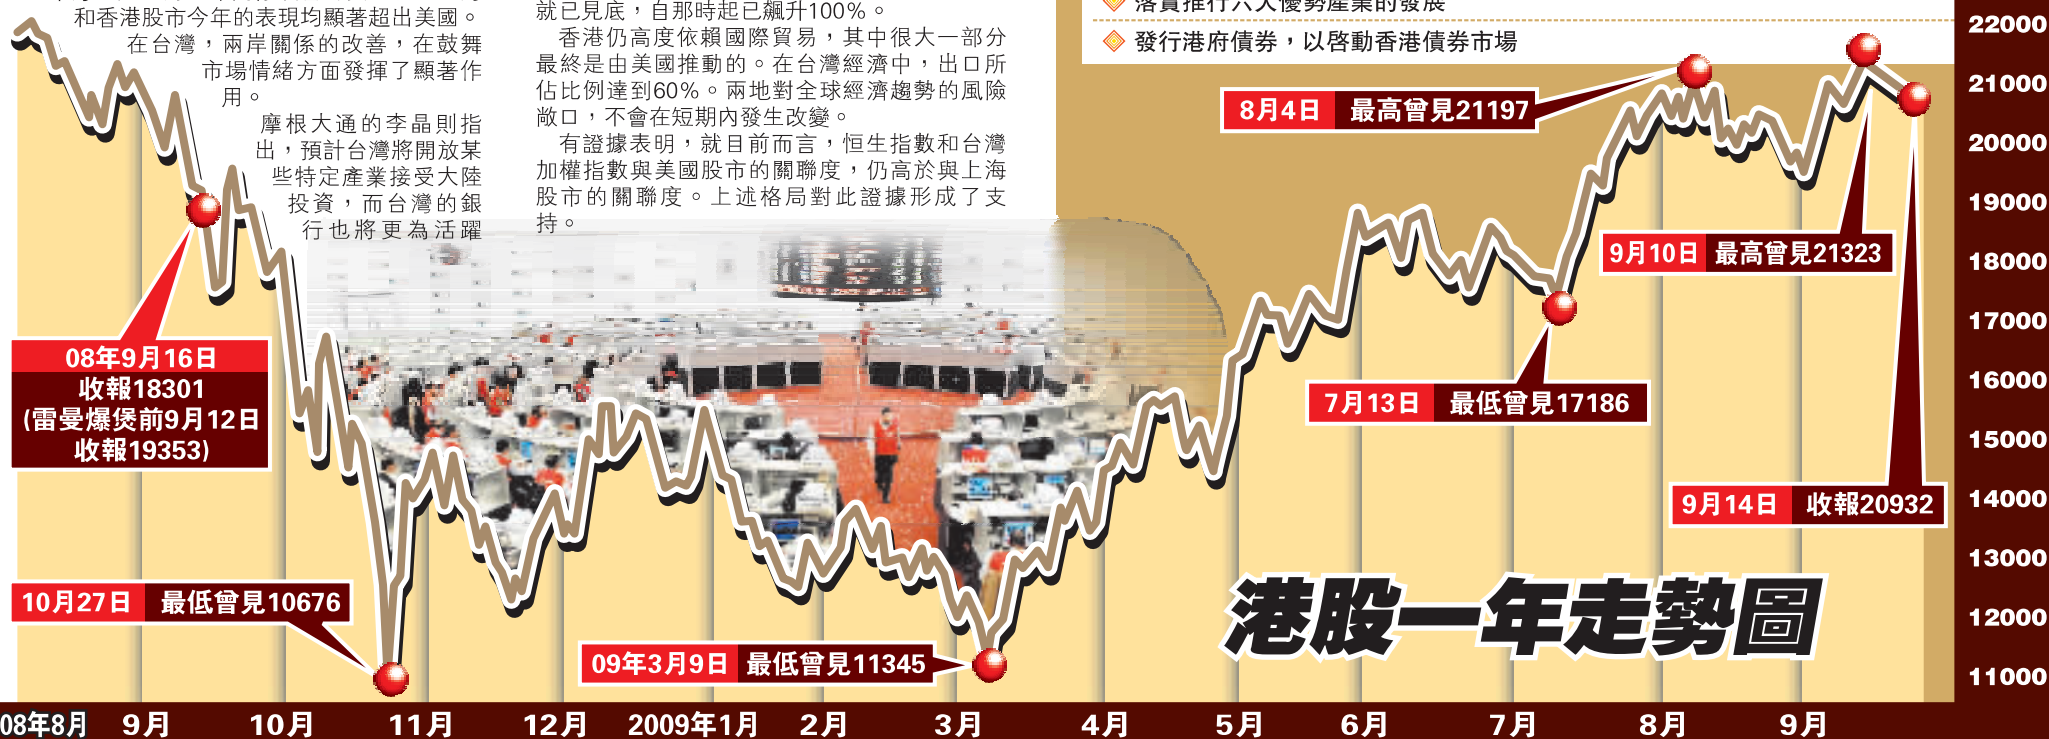 和香港股市今年的表現均顯著超出美國。
在台灣，兩岸關係的改善，在鼓舞
市場情緒方面發揮了顯著作
用。
摩根大通的李晶則指
出，預計台灣將開放某
些特定產業接受大陸
投資，而台灣的銀
行也將更為活躍
就已見底，自那時起已飆升100%。
香港仍高度依賴國際貿易，其中很大一部分
最終是由美國推動的。在台灣經濟中，出口所
佔比例達到60%。兩地對全球經濟趨勢的風險
敞口，不會在短期內發生改變。
有證據表明，就目前而言，恒生指數和台灣
加權指數與美國股市的關聯度，仍高於與上海
股市的關聯度。上述格局對此證據形成了支
持。
落實推行六大優勢產業的發展
發行港府債券，以啓動香港債券市場
08年9月16日
收報18301
(雷曼爆煲前9月12日
收報19353)
10月27日 最低曾見10676
09年3月9日 最低曾見11345
7月13日 最低曾見17186
8月4日 最高曾見21197
9月10日 最高曾見21323
9月14日 收報20932
港股一年走勢圖
22000
21000
20000
19000
18000
17000
16000
15000
14000
13000
12000
11000
08年8月 9月 10月 11月 12月 2009年1月 2月 3月 4月 5月 6月 7月 8月 9月